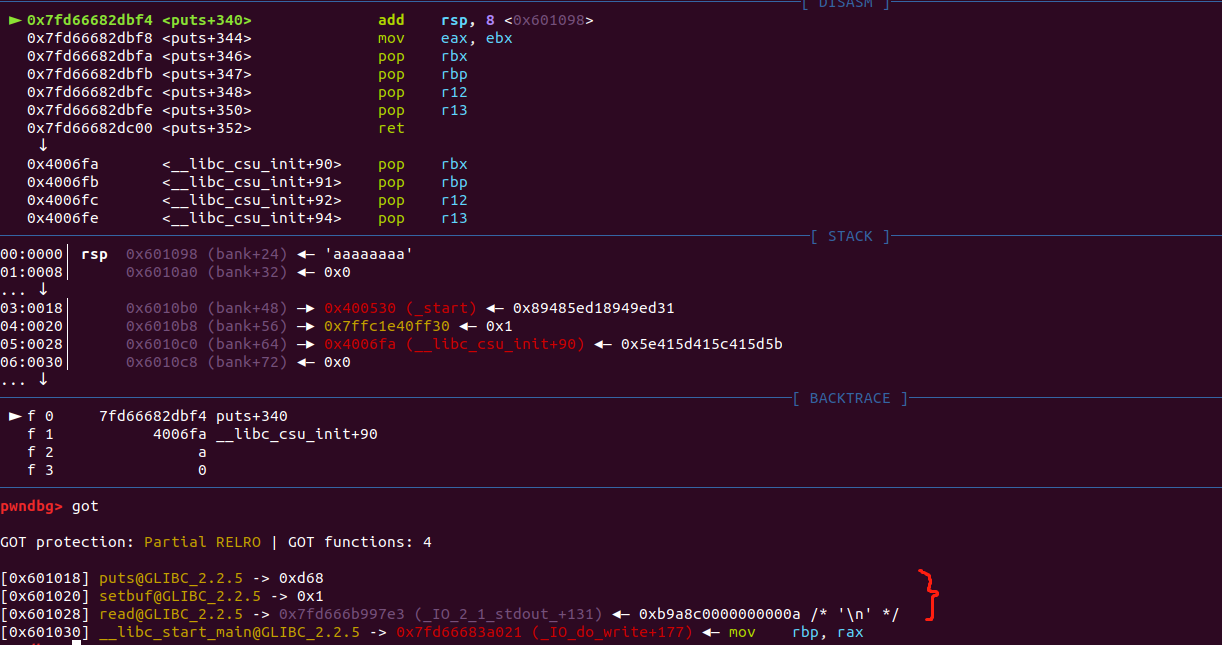 [ DISASM ]
► 0x7fd66682dbf4 <puts+340> add rsp, 8 <0x601098>
0x7fd66682dbf8 <puts+344> mov eax, ebx
0x7fd66682dbfa <puts+346> pop rbx
0x7fd66682dbfb <puts+347> pop rbp
0x7fd66682dbfc <puts+348> pop r12
0x7fd66682dbfe <puts+350> pop r13
0x7fd66682dc00 <puts+352> ret
↓
0x4006fa <__libc_csu_init+90> pop rbx
0x4006fb <__libc_csu_init+91> pop rbp
0x4006fc <__libc_csu_init+92> pop r12
0x4006fe <__libc_csu_init+94> pop r13
[ STACK ]
00:0000│ rsp 0x601098 (bank+24) ◂— 'aaaaaaaa'
01:0008│ 0x6010a0 (bank+32) ◂— 0x0
... ↓
03:0018│ 0x6010b0 (bank+48) —▸ 0x400530 (_start) ◂— 0x89485ed18949ed31
04:0020│ 0x6010b8 (bank+56) —▸ 0x7ffc1e40ff30 ◂— 0x1
05:0028│ 0x6010c0 (bank+64) —▸ 0x4006fa (__libc_csu_init+90) ◂— 0x5e415d415c415d5b
06:0030│ 0x6010c8 (bank+72) ◂— 0x0
... ↓
[ BACKTRACE ]
► f 0 7fd66682dbf4 puts+340
f 1 4006fa __libc_csu_init+90
f 2 a
f 3 0
pwndbg> got
GOT protection: Partial RELRO | GOT functions: 4
[0x601018] puts@GLIBC_2.2.5 -> 0xd68
[0x601020] setbuf@GLIBC_2.2.5 -> 0x1
[0x601028] read@GLIBC_2.2.5 -> 0x7fd666b997e3 (_IO_2_1_stdout_+131) ◂— 0xb9a8c0000000000a /* '\n' */
[0x601030] __libc_start_main@GLIBC_2.2.5 -> 0x7fd66683a021 (_IO_do_write+177) ◂— mov rbp, rax